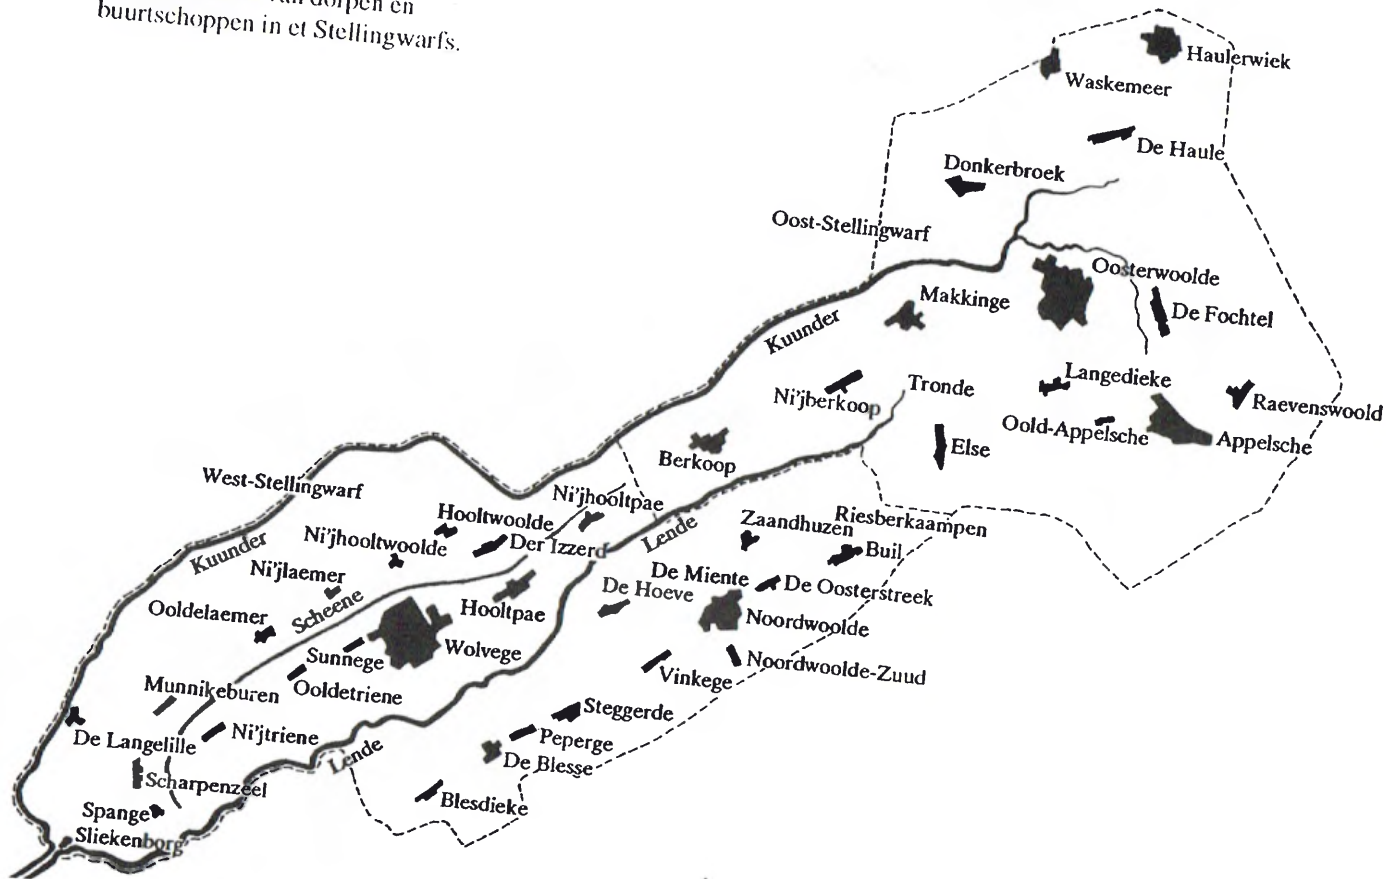 dorpen en
buurtschoppen in et Stellingwarfs.
Haulerwiek
Waskemeer
De Haule
Donkerbroek
Oost-Stellingwarf
Oosterwoolde
Makkinge
De Fochtel
Kuunder
Langedieke
Tronde
Ni'jberkoop
Raevenswoold
Oold-Appelsche
Appelsche
Else
Berkoop
West-Stellingwarf
Ni'jhooltpae
Hooltwoolde
Riesberkaampen
Zaandhuzen
Lende
Ni'jhooltwoolde
Der Izzerd
Buil
Kuunder
Ni'jlaemer
De Miente
De Hoeve
De Oosterstreek
Scheene
Ooldelaemer
Hooltpae
Noordwoolde
Sunnege
Wolvege
Noordwoolde-Zuud
Vinkege
Munnikeburen
Ooldetriene
Steggerde
De Langelille
Ni'jtriene
Peperge
Lende
De Blesse
Scharpenzeel
Blesdieke
Spange
Sliekenborg